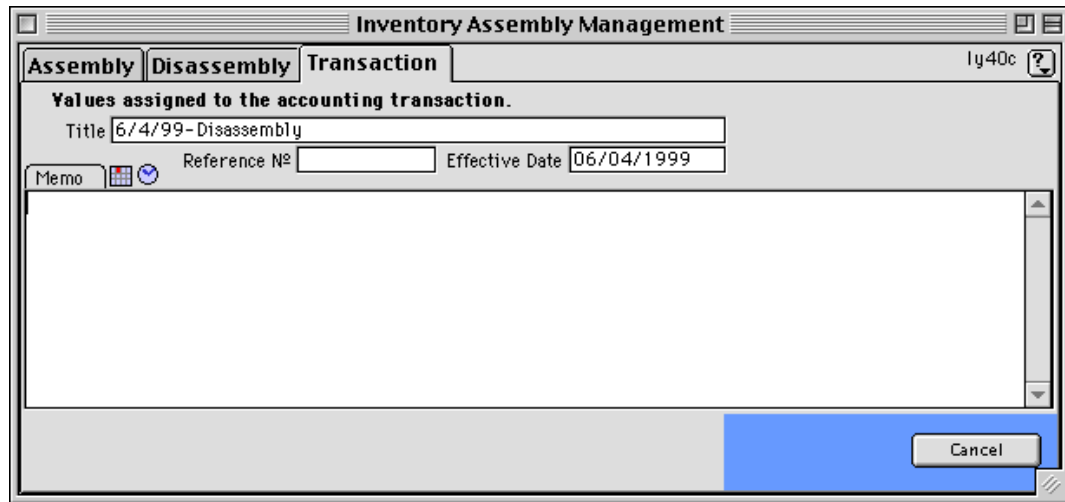 Inventory Assembly Management
Assembly Disassembly Transaction Iy40c ?
Values assigned to the accounting transaction.
Title 6/4/99-Disassembly
Reference Nº Effective Date 06/04/1999
Memo
Cancel